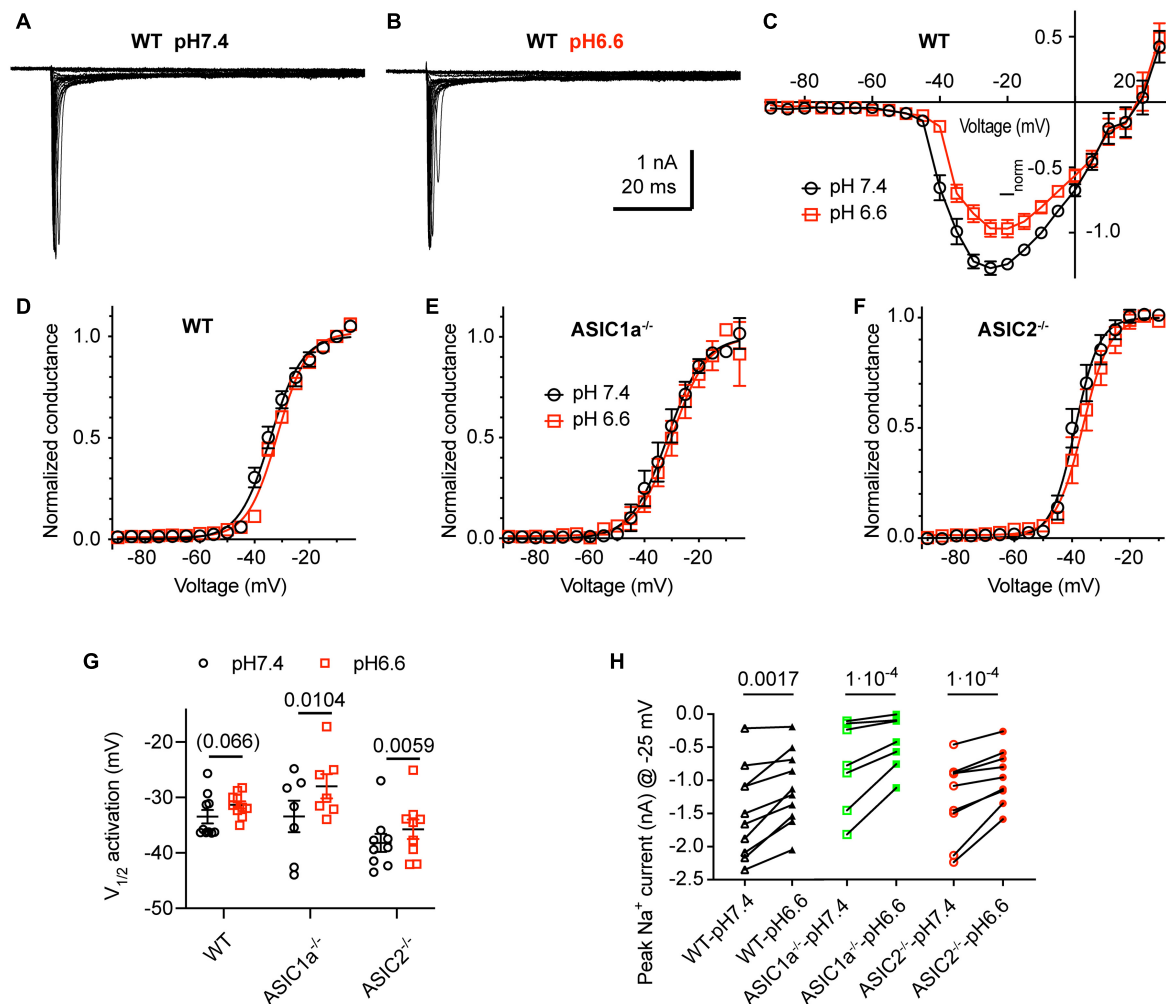 A
WT pH7.4
B
WT pH6.6
1 nA
20 ms
C
WT
0.5
-80 -60 -40 -20 20
Voltage (mV)
-0.5
Inorm
-1.0
pH 7.4
pH 6.6
D
WT
Normalized conductance
1.0
0.5
0.0
-80 -60 -40 -20
Voltage (mV)
E
ASIC1a-/-
pH 7.4
pH 6.6
Normalized conductance
1.0
0.5
0.0
-80 -60 -40 -20
Voltage (mV)
F
ASIC2-/-
Normalized conductance
1.0
0.5
0.0
-80 -60 -40 -20
Voltage (mV)
G
pH7.4 pH6.6
(0.066)
0.0104
0.0059
V1/2 activation (mV)
-20
-30
-40
-50
WT
ASIC1a-/-
ASIC2-/-
H
0.0017 1·10-4 1·10-4
Peak Na+ current (nA) @ -25 mV
0.0
-0.5
-1.0
-1.5
-2.0
-2.5
WT-pH7.4
WT-pH6.6
ASIC1a-/--pH7.4
ASIC1a-/--pH6.6
ASIC2-/--pH7.4
ASIC2-/--pH6.6